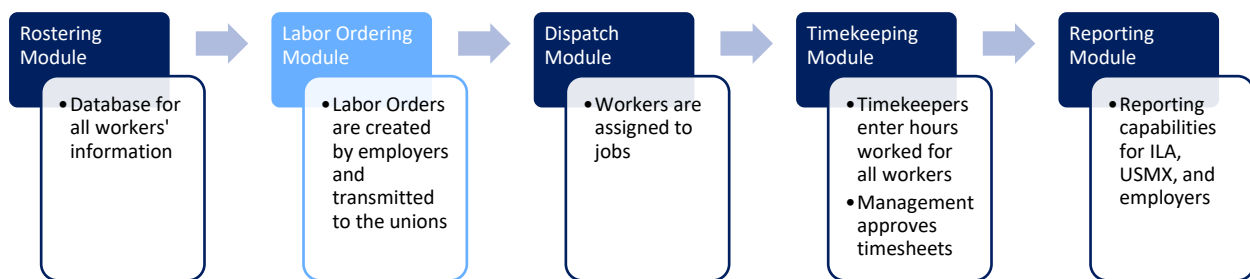 Rostering
Module
• Database for
all workers'
information
Labor Ordering
Module
• Labor Orders
are created
by employers
and
transmitted
to the unions
Dispatch
Module
• Workers are
assigned to
jobs
Timekeeping
Module
• Timekeepers
enter hours
worked for
all workers
• Management
approves
timesheets
Reporting
Module
• Reporting
capabilities
for ILA,
USMX, and
employers